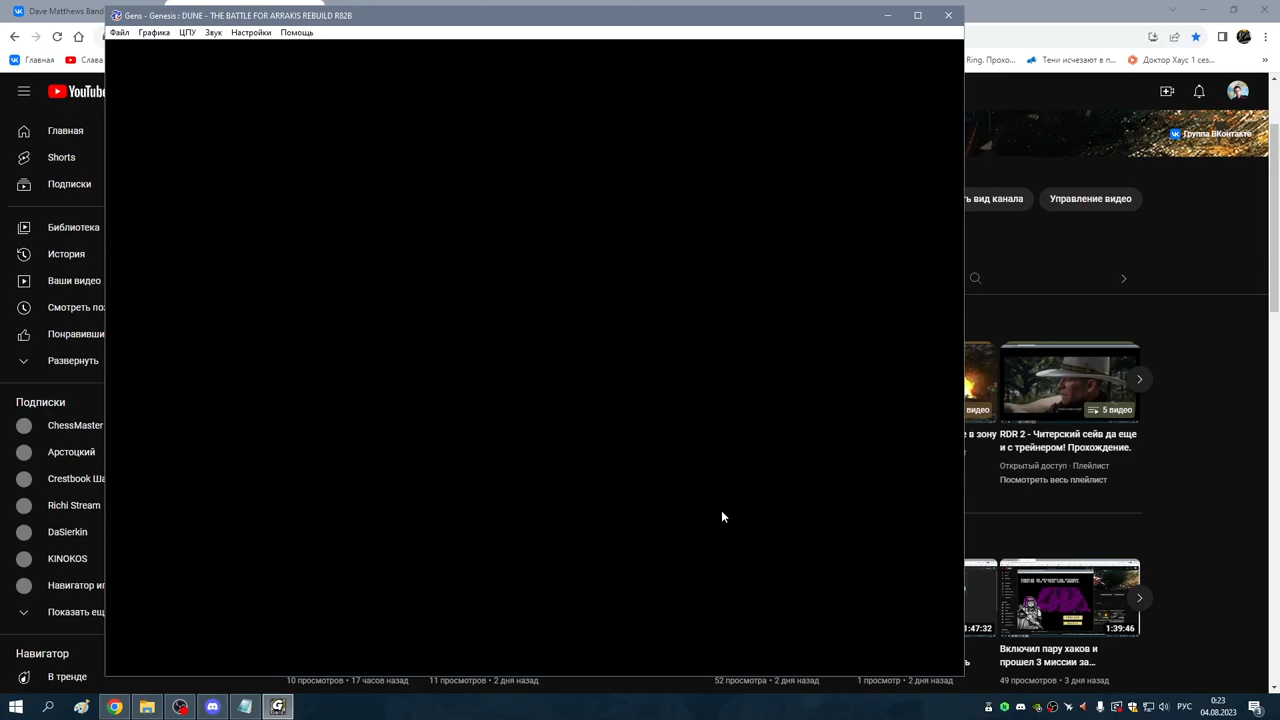 Dave Matthews Band
Gens - Genesis : DUNE - THE BATTLE FOR ARRAKIS REBUILD R82B
Файл Графика ЦПУ Звук Настройки Помощь
Главная
Слава
Ring. Прохо...
Тени исчезают в п...
Доктор Хаус 1 сез...
»
YouTube
Группа ВКонтакте
Главная
Shorts
Подписки
ь вид канала
Управление видео
Библиотека
История
Ваши видео
Смотреть поз
Понравивши
Развернуть
Подписки
ChessMaster
Арстоцкий
Crestbook Ша
Richi Stream
DaSierkin
KINOKOS
Навигатор иг
Показать ещ
Навигатор
В тренде
видео
5 видео
е в зону
RDR 2 - Читерский сейв да еще
и с трейнером! Прохождение.
Открытый доступ · Плейлист
Посмотреть весь плейлист
1:47:32
1:39:46
Включил пару хаков и
прошел 3 миссии за...
10 просмотров • 17 часов назад
11 просмотров • 2 дня назад
52 просмотра • 2 дня назад
1 просмотр • 2 дня назад
49 просмотров • 3 дня назад
РУС
0:23
04.08.2023